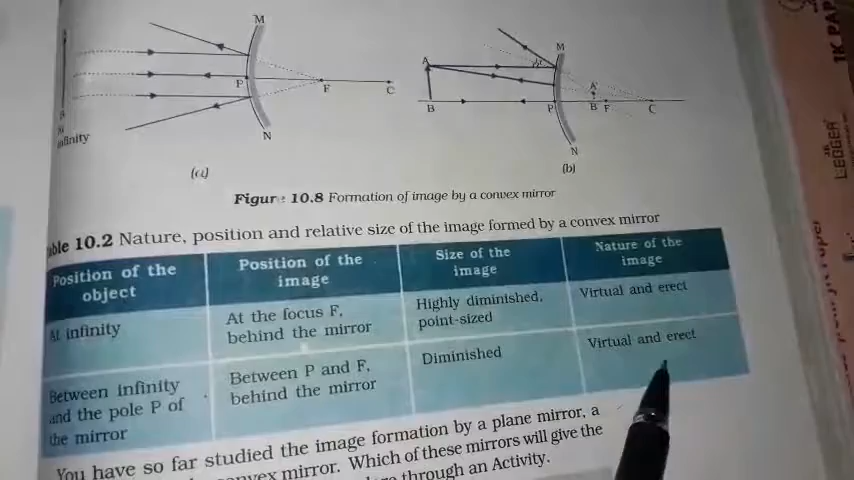 M
P
F
C
N
infinity
(a)
M
A
A'
B
P
B F
C
N
(b)
Figure 10.8 Formation of image by a convex mirror
10.2 Nature, position and relative size of the image formed by a convex mirror
Position of the object
Position of the image
Size of the image
Nature of the image
At infinity
At the focus F, behind the mirror
Highly diminished, point-sized
Virtual and erect
Between infinity and the pole P of the mirror
Between P and F, behind the mirror
Diminished
Virtual and erect
You have so far studied the image formation by a plane mirror, a
convex mirror. Which of these mirrors will give the
through an Activity.
LEDGER